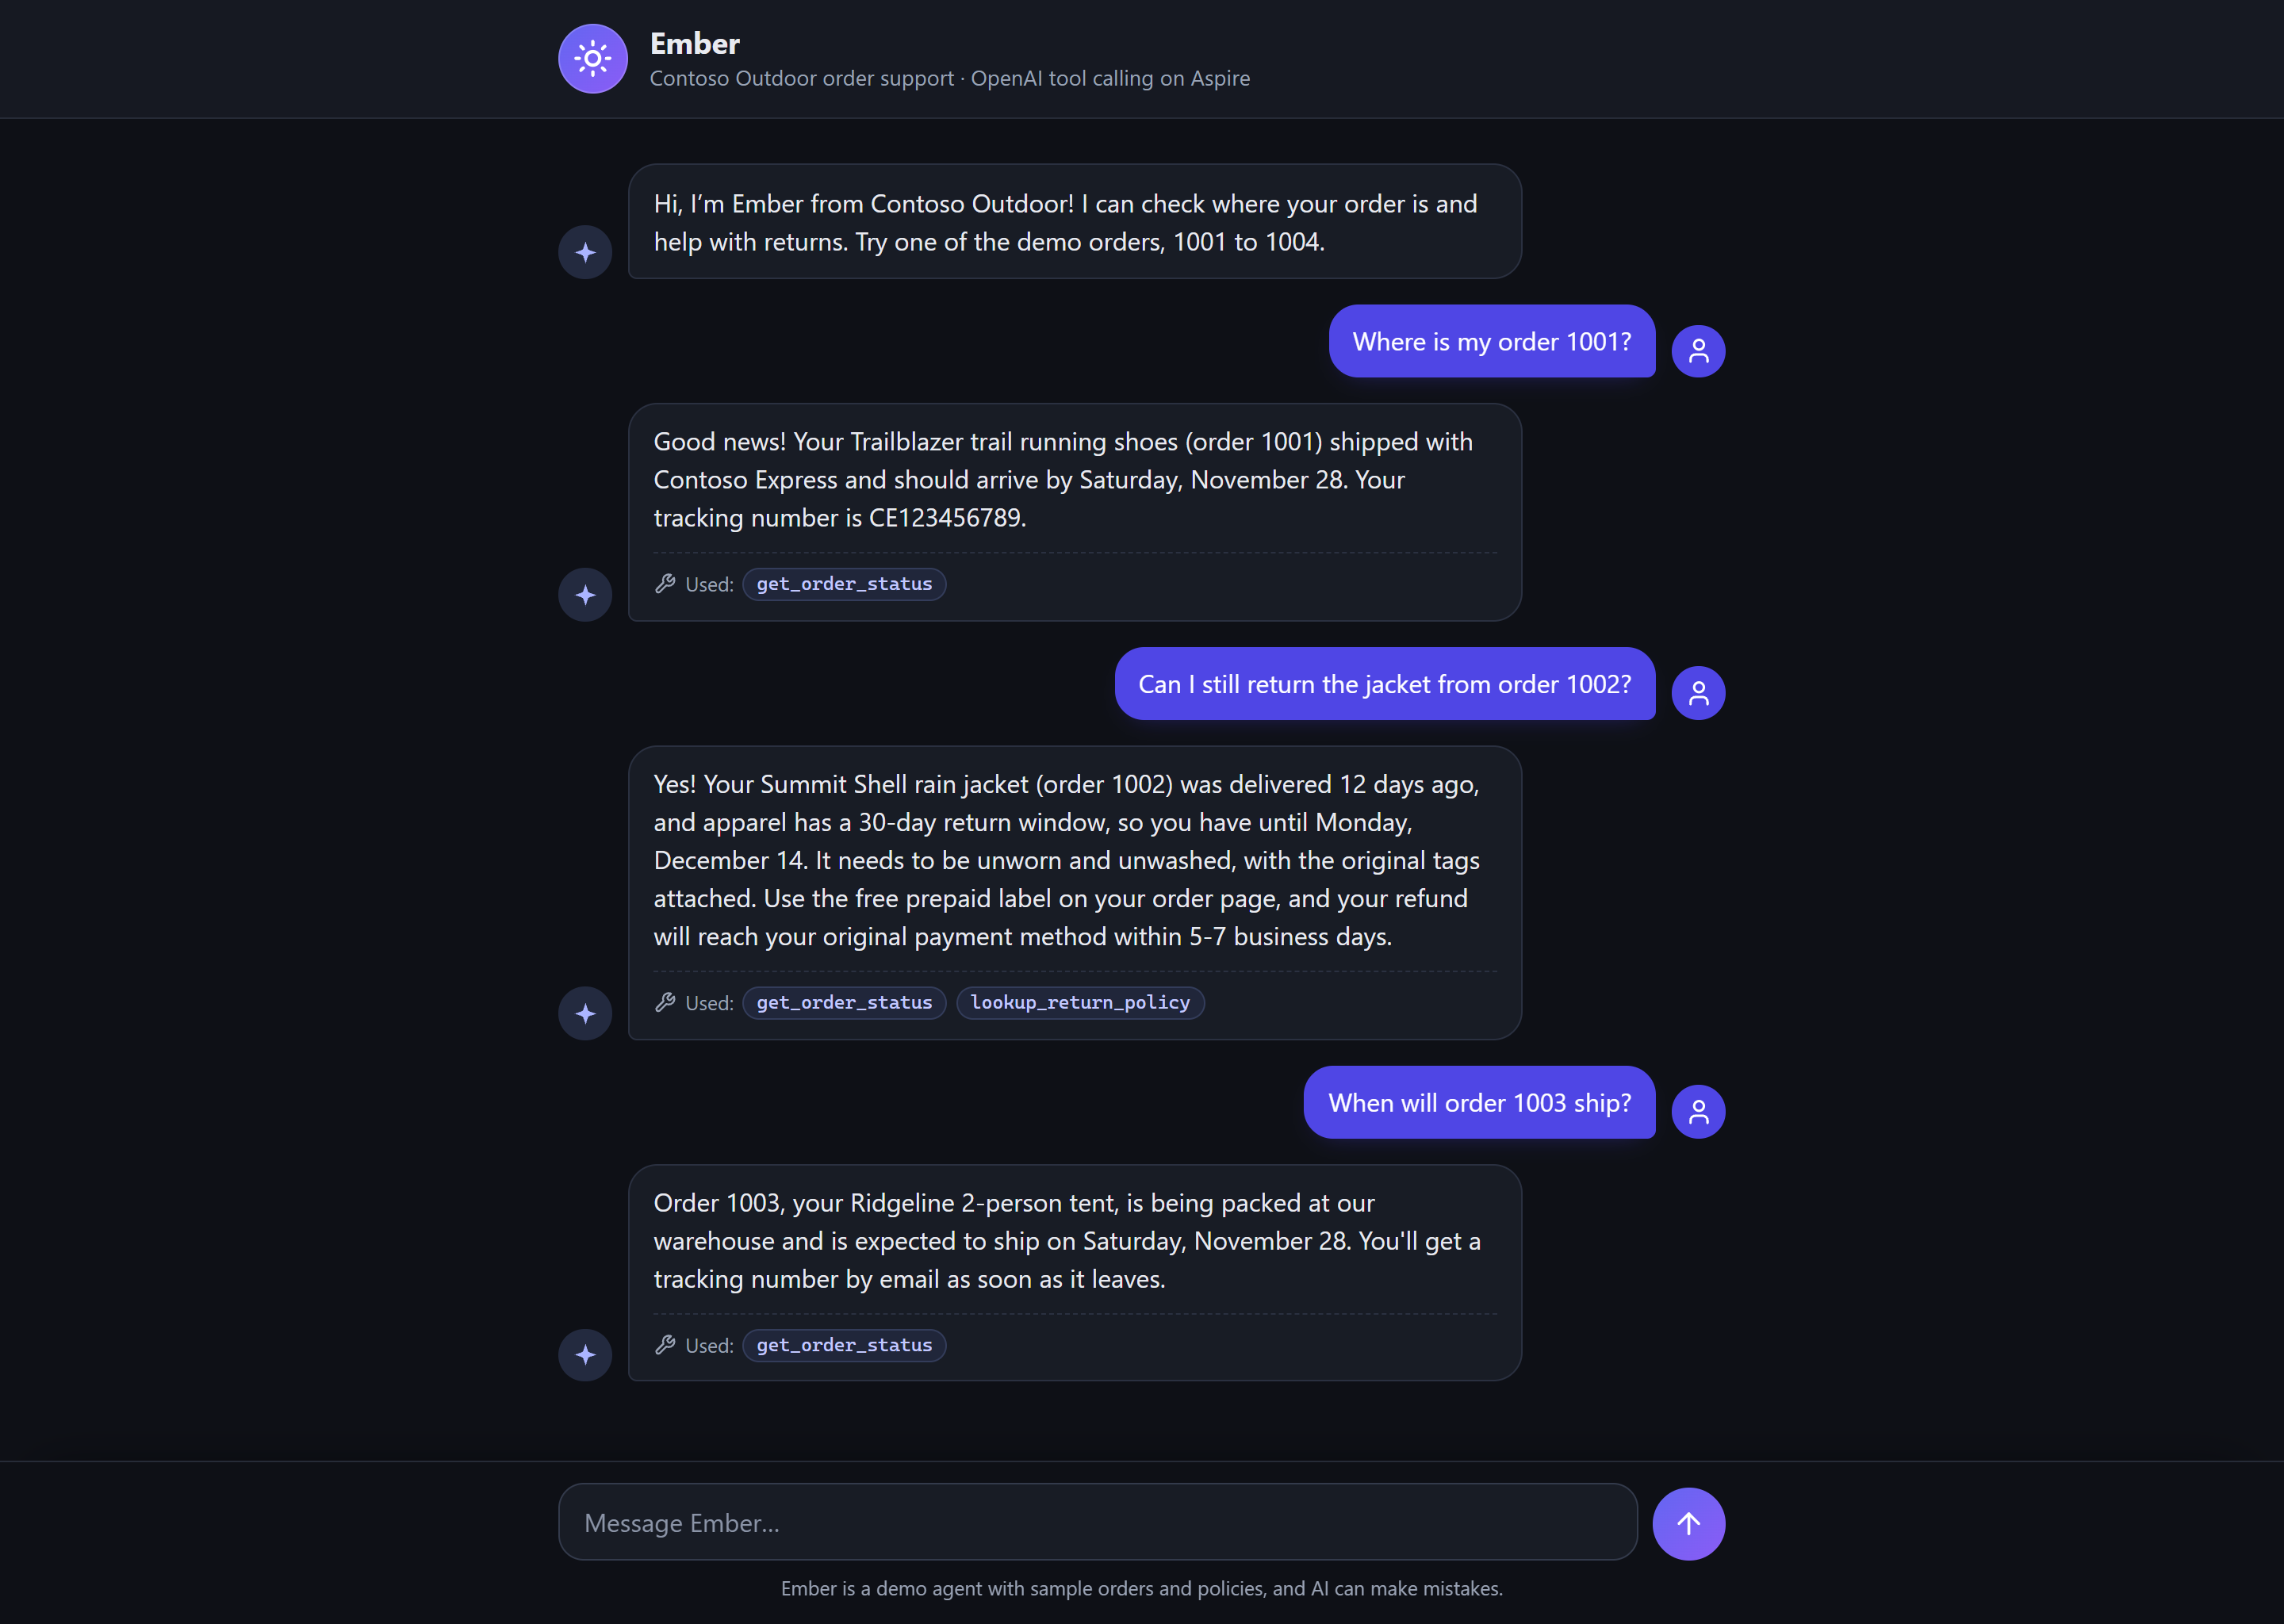 Ember
Contoso Outdoor order support · OpenAI tool calling on Aspire
Hi, I’m Ember from Contoso Outdoor! I can check where your order is and
help with returns. Try one of the demo orders, 1001 to 1004.
Where is my order 1001?
Good news! Your Trailblazer trail running shoes (order 1001) shipped with
Contoso Express and should arrive by Saturday, November 28. Your
tracking number is CE123456789.
Used: get_order_status
Can I still return the jacket from order 1002?
Yes! Your Summit Shell rain jacket (order 1002) was delivered 12 days ago,
and apparel has a 30-day return window, so you have until Monday,
December 14. It needs to be unworn and unwashed, with the original tags
attached. Use the free prepaid label on your order page, and your refund
will reach your original payment method within 5-7 business days.
Used: get_order_status lookup_return_policy
When will order 1003 ship?
Order 1003, your Ridgeline 2-person tent, is being packed at our
warehouse and is expected to ship on Saturday, November 28. You'll get a
tracking number by email as soon as it leaves.
Used: get_order_status
Message Ember...
Ember is a demo agent with sample orders and policies, and AI can make mistakes.